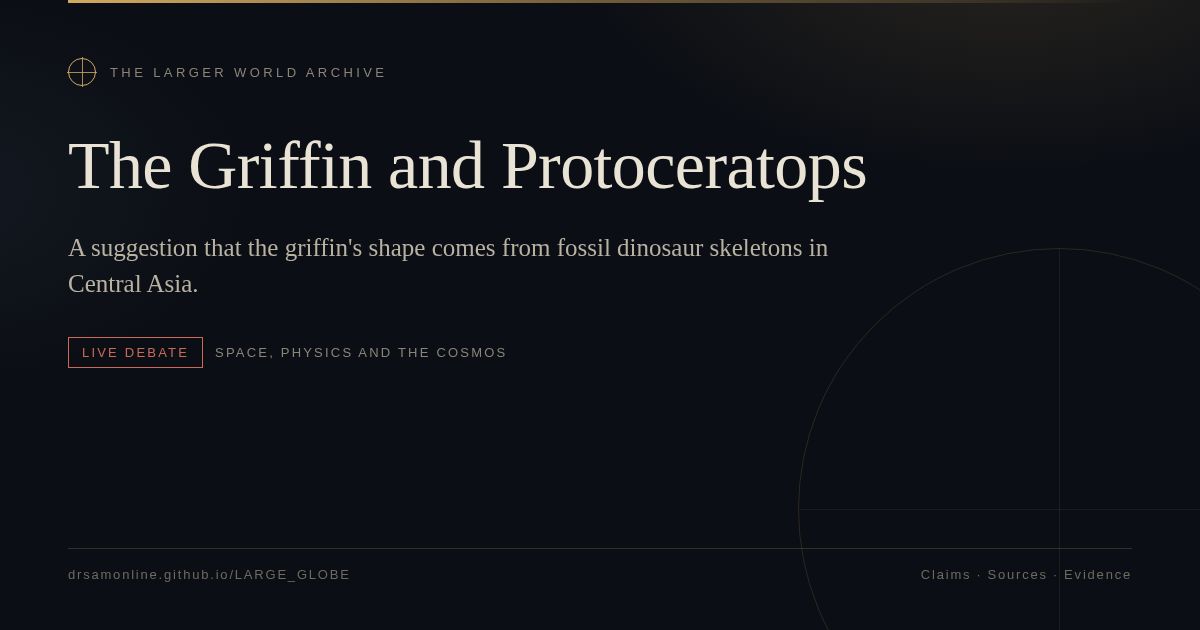 THE LARGER WORLD ARCHIVE
The Griffin and Protoceratops
A suggestion that the griffin's shape comes from fossil dinosaur skeletons in
Central Asia.
LIVE DEBATE SPACE, PHYSICS AND THE COSMOS
drsamonline.github.io/LARGE_GLOBE
Claims · Sources · Evidence